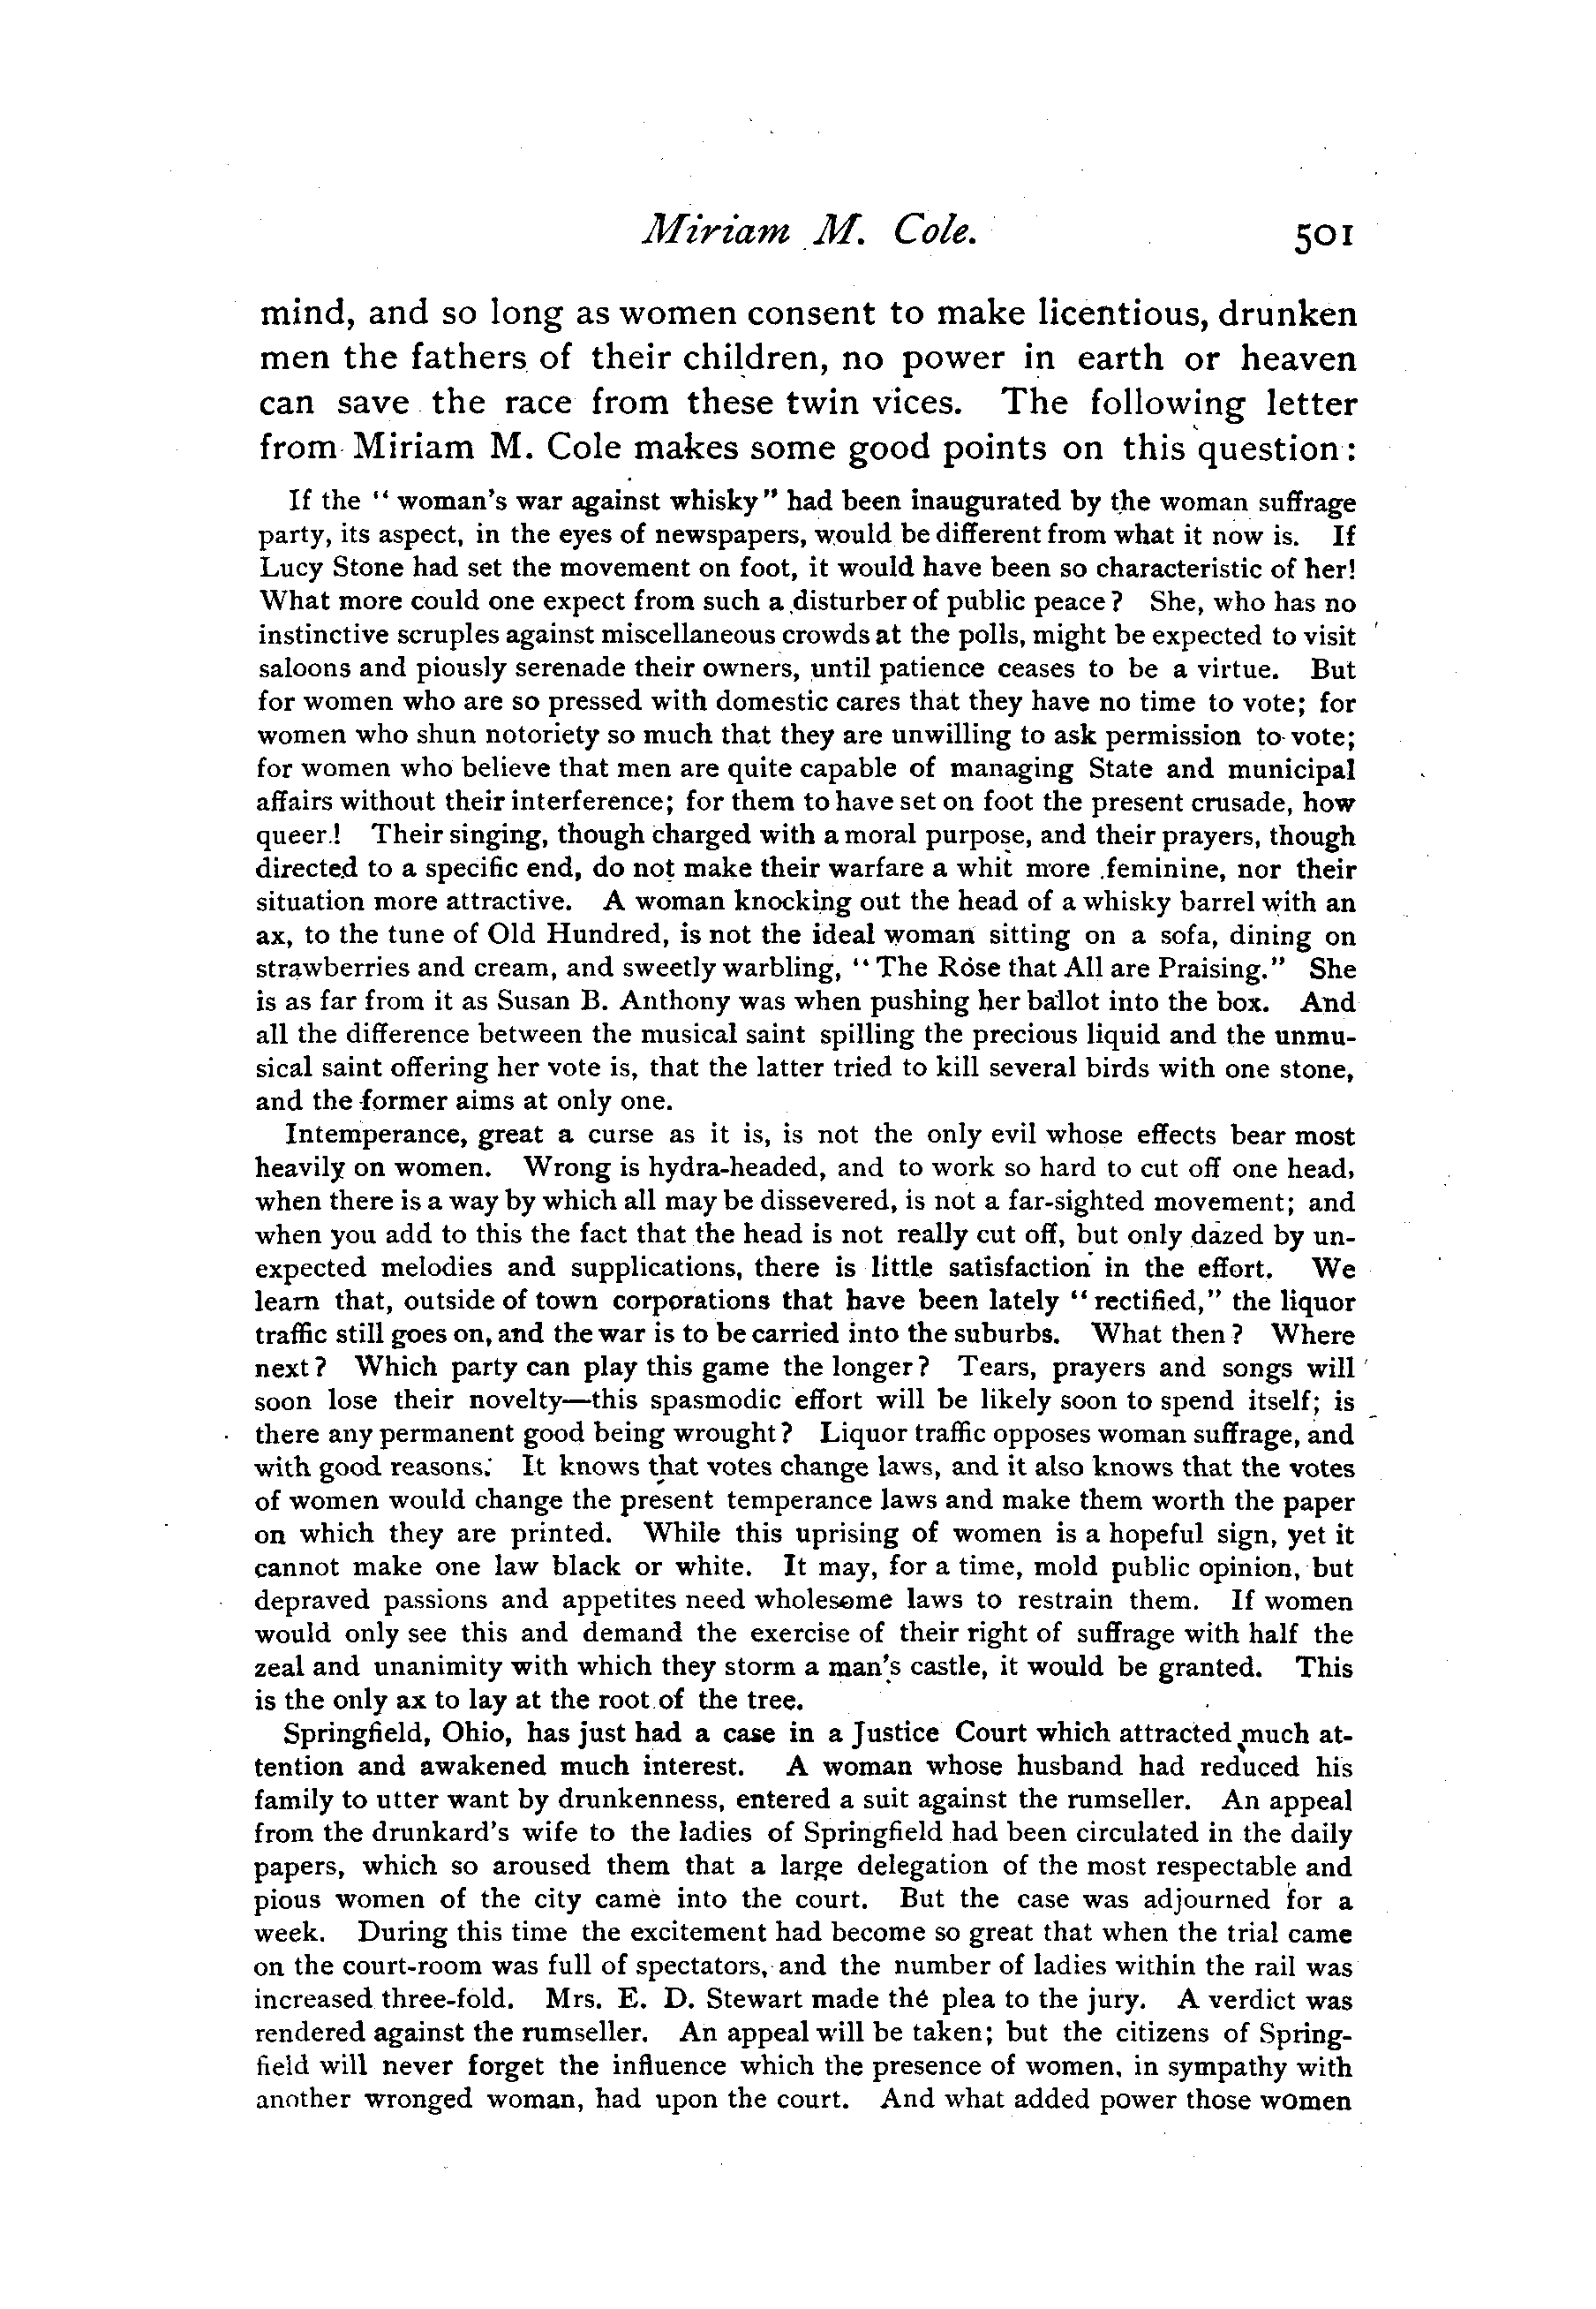 Miriam M. Cole. 501
mind, and so long as women consent to make licentious, drunken
men the fathers of their children, no power in earth or heaven
can save the race from these twin vices. The following letter
from Miriam M. Cole makes some good points on this question:
If the "woman's war against whisky" had been inaugurated by the woman suffrage
party, its aspect, in the eyes of newspapers, would be different from what it now is. If
Lucy Stone had set the movement on foot, it would have been so characteristic of her!
What more could one expect from such a disturber of public peace? She, who has no
instinctive scruples against miscellaneous crowds at the polls, might be expected to visit
saloons and piously serenade their owners, until patience ceases to be a virtue. But
for women who are so pressed with domestic cares that they have no time to vote; for
women who shun notoriety so much that they are unwilling to ask permission to vote;
for women who believe that men are quite capable of managing State and municipal
affairs without their interference; for them to have set on foot the present crusade, how
queer! Their singing, though charged with a moral purpose, and their prayers, though
directed to a specific end, do not make their warfare a whit more feminine, nor their
situation more attractive. A woman knocking out the head of a whisky barrel with an
ax, to the tune of Old Hundred, is not the ideal woman sitting on a sofa, dining on
strawberries and cream, and sweetly warbling, "The Rose that All are Praising." She
is as far from it as Susan B. Anthony was when pushing her ballot into the box. And
all the difference between the musical saint spilling the precious liquid and the unmu-
sical saint offering her vote is, that the latter tried to kill several birds with one stone,
and the former aims at only one.
Intemperance, great a curse as it is, is not the only evil whose effects bear most
heavily on women. Wrong is hydra-headed, and to work so hard to cut off one head,
when there is a way by which all may be dissevered, is not a far-sighted movement; and
when you add to this the fact that the head is not really cut off, but only dazed by un-
expected melodies and supplications, there is little satisfaction in the effort. We
learn that, outside of town corporations that have been lately "rectified," the liquor
traffic still goes on, and the war is to be carried into the suburbs. What then? Where
next? Which party can play this game the longer? Tears, prayers and songs will
soon lose their novelty—this spasmodic effort will be likely soon to spend itself; is
there any permanent good being wrought? Liquor traffic opposes woman suffrage, and
with good reasons. It knows that votes change laws, and it also knows that the votes
of women would change the present temperance laws and make them worth the paper
on which they are printed. While this uprising of women is a hopeful sign, yet it
cannot make one law black or white. It may, for a time, mold public opinion, but
depraved passions and appetites need wholesome laws to restrain them. If women
would only see this and demand the exercise of their right of suffrage with half the
zeal and unanimity with which they storm a man's castle, it would be granted. This
is the only ax to lay at the root of the tree.
Springfield, Ohio, has just had a case in a Justice Court which attracted much at-
tention and awakened much interest. A woman whose husband had reduced his
family to utter want by drunkenness, entered a suit against the rumseller. An appeal
from the drunkard's wife to the ladies of Springfield had been circulated in the daily
papers, which so aroused them that a large delegation of the most respectable and
pious women of the city came into the court. But the case was adjourned for a
week. During this time the excitement had become so great that when the trial came
on the court-room was full of spectators, and the number of ladies within the rail was
increased three-fold. Mrs. E. D. Stewart made the plea to the jury. A verdict was
rendered against the rumseller. An appeal will be taken; but the citizens of Spring-
field will never forget the influence which the presence of women, in sympathy with
another wronged woman, had upon the court. And what added power those women